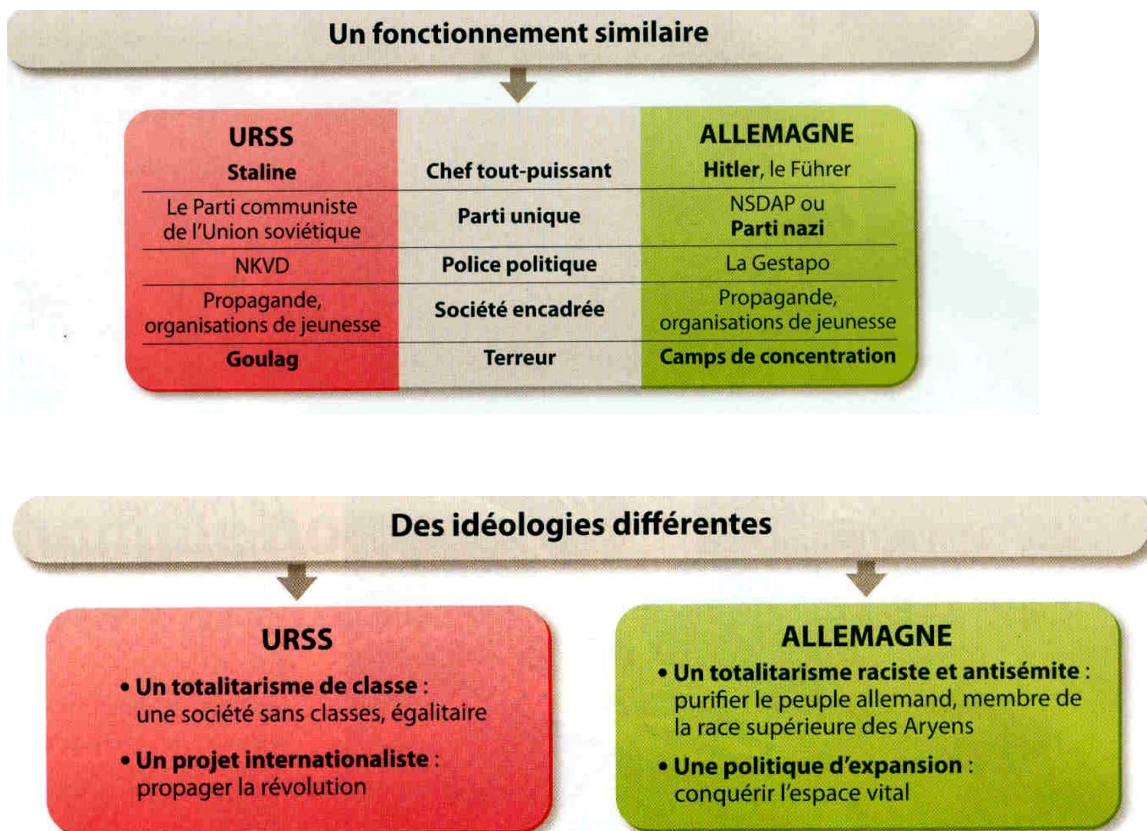 Un fonctionnement similaire
URSS
ALLEMAGNE
Staline
Chef tout-puissant
Hitler, le Führer
Le Parti communiste
de l'Union soviétique
Parti unique
NSDAP ou
Parti nazi
NKVD
Police politique
La Gestapo
Propagande,
organisations de jeunesse
Société encadrée
Propagande,
organisations de jeunesse
Goulag
Terreur
Camps de concentration
Des idéologies différentes
URSS
• Un totalitarisme de classe :
une société sans classes, égalitaire
• Un projet internationaliste :
propager la révolution
ALLEMAGNE
• Un totalitarisme raciste et antisémite :
purifier le peuple allemand, membre de
la race supérieure des Aryens
• Une politique d'expansion :
conquérir l'espace vital